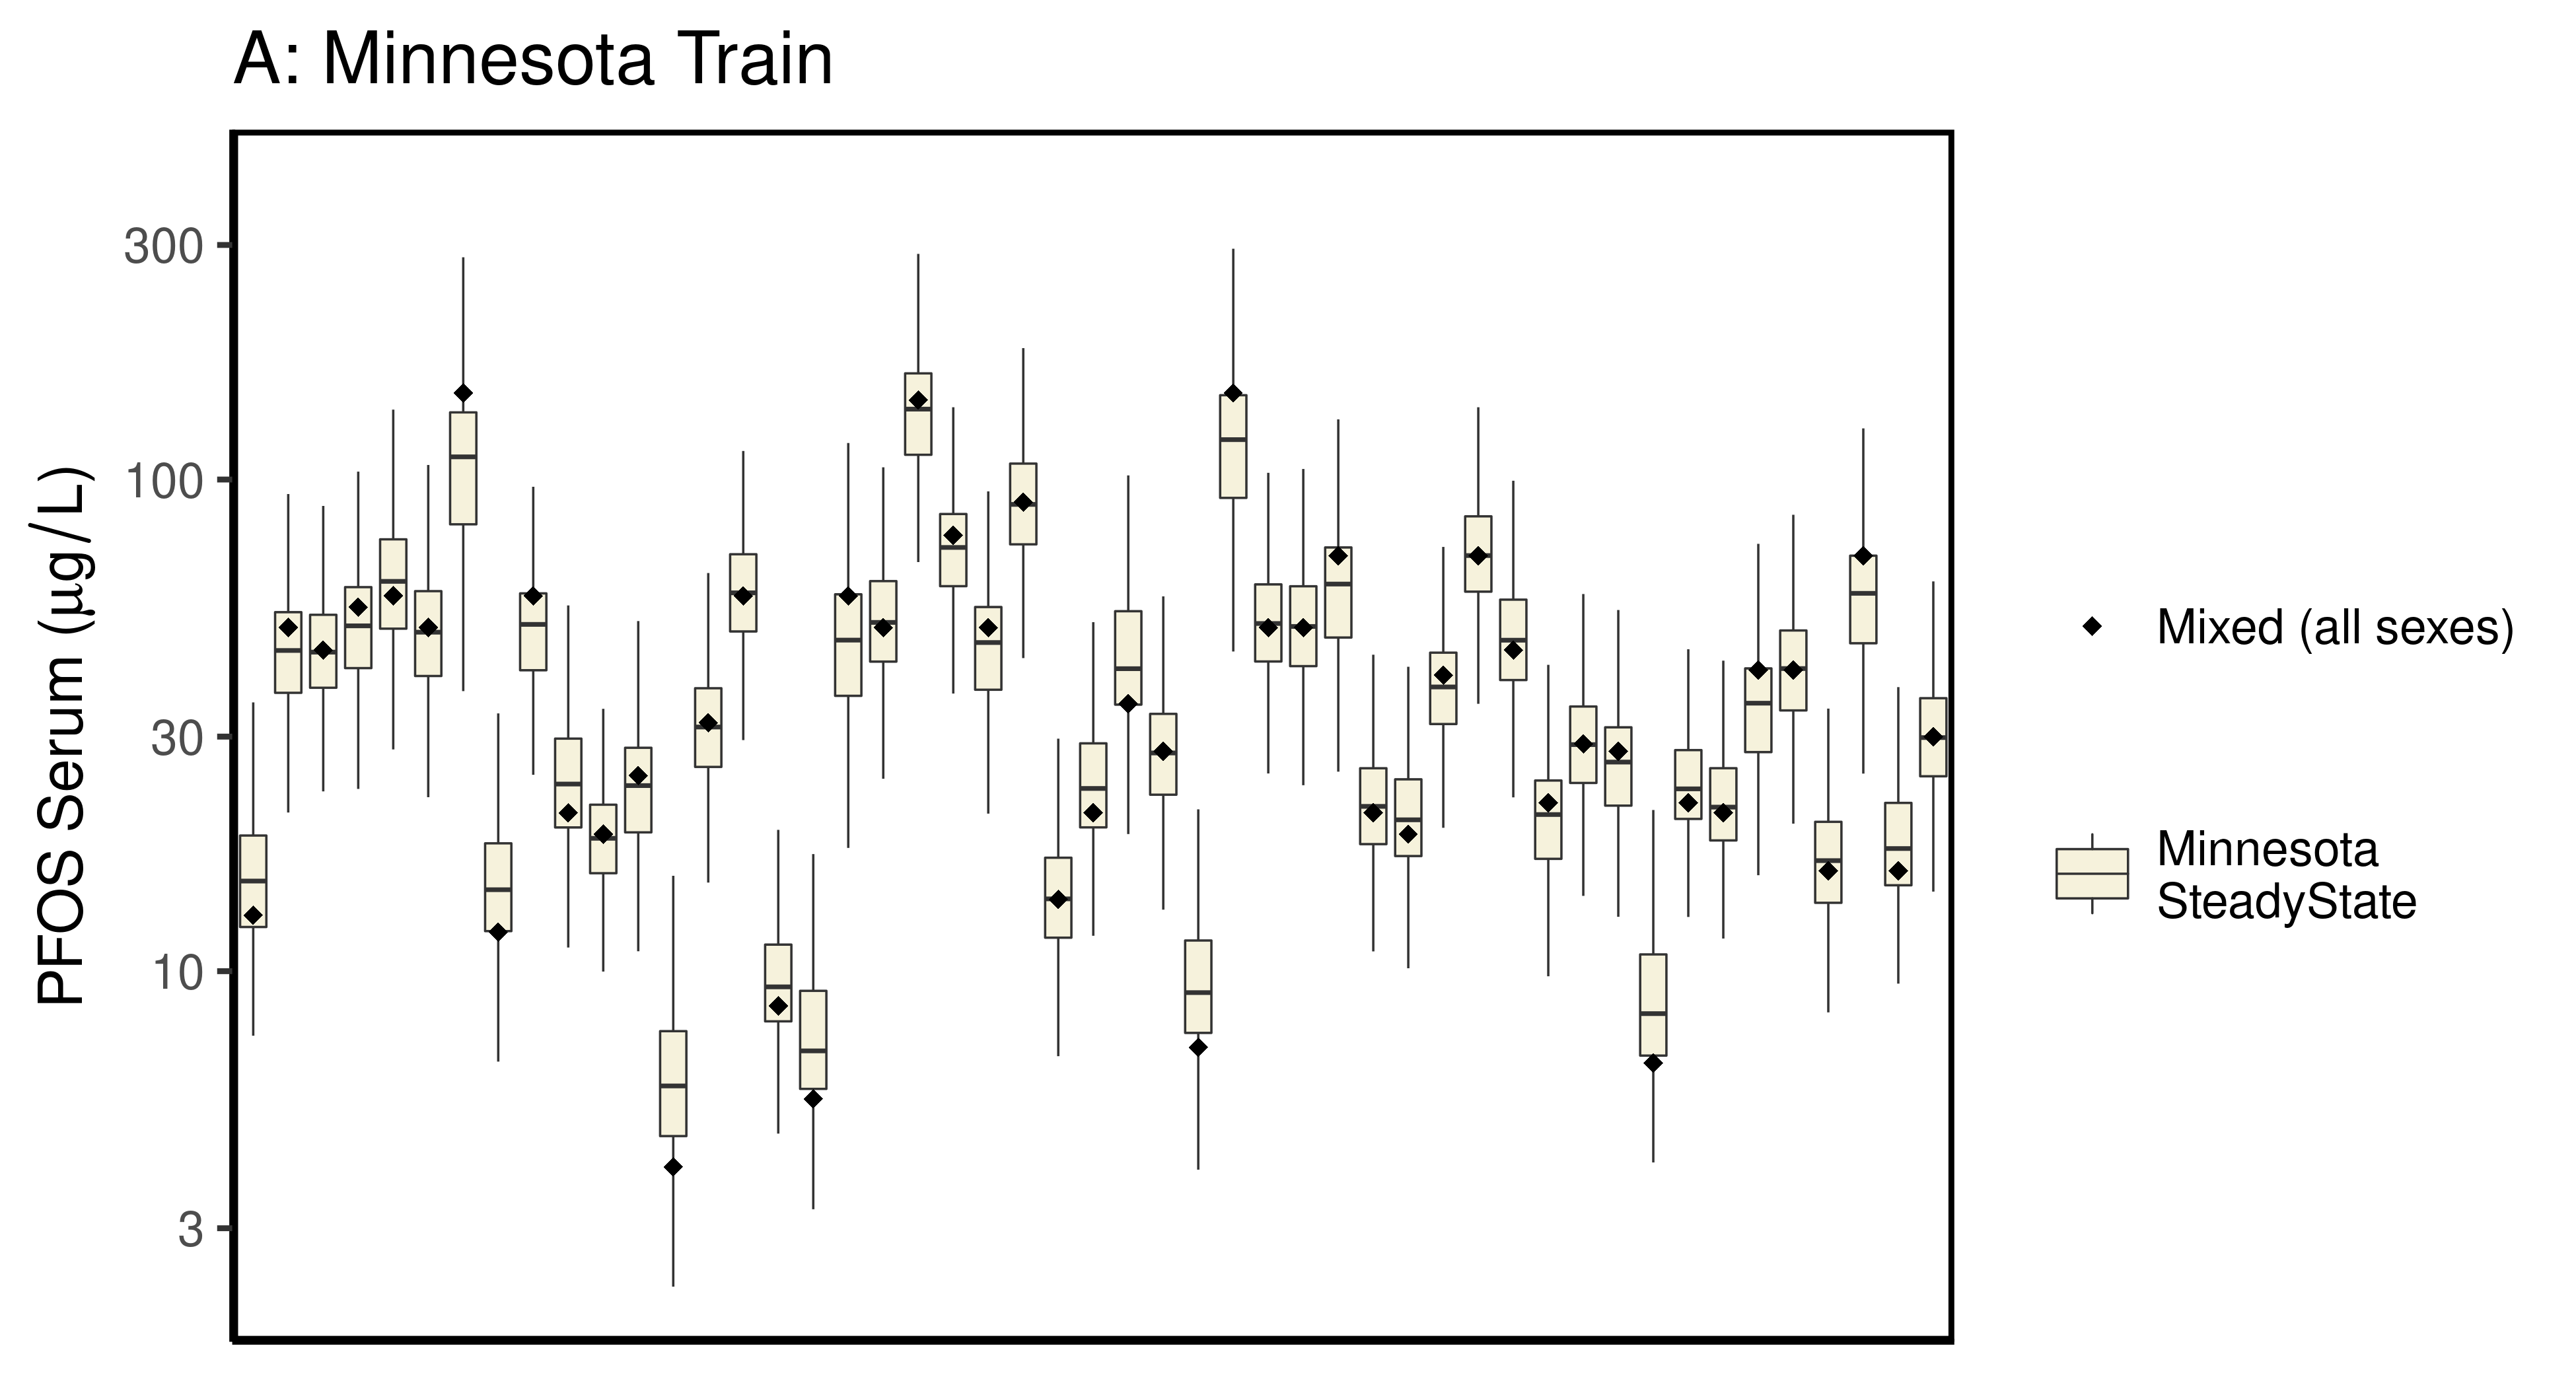 A: Minnesota Train
PFOS Serum (μg/L)
300
100
30
10
3
Mixed (all sexes)
Minnesota
SteadyState